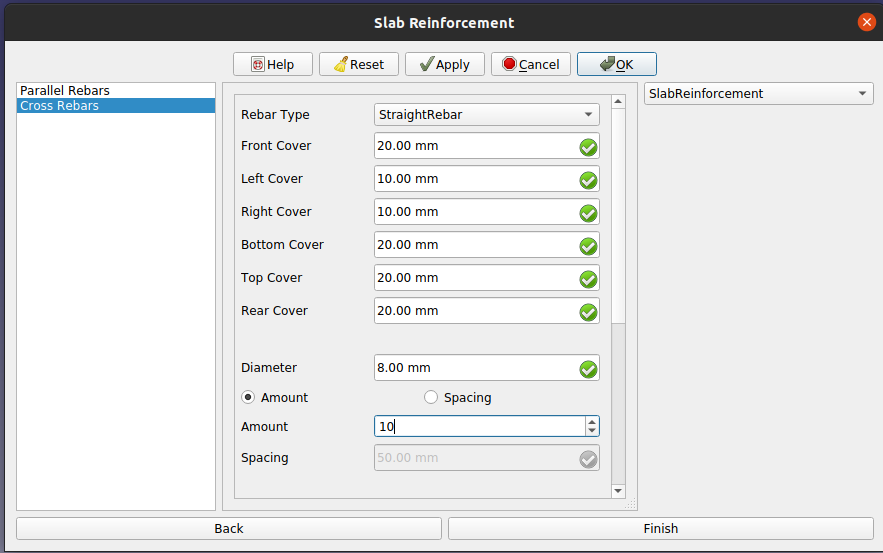 Slab Reinforcement
Help
Reset
Apply
Cancel
OK
Parallel Rebars
Cross Rebars
Rebar Type
StraightRebar
Front Cover
20.00 mm
Left Cover
10.00 mm
Right Cover
10.00 mm
Bottom Cover
20.00 mm
Top Cover
20.00 mm
Rear Cover
20.00 mm
Diameter
8.00 mm
Amount
Spacing
Amount
10
Spacing
50.00 mm
SlabReinforcement
Back
Finish